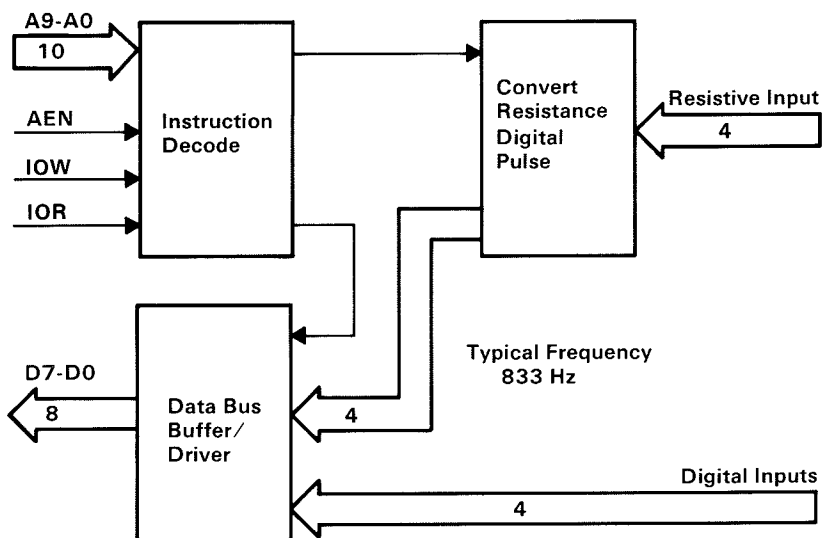 A9-A0
10
AEN
IOW
IOR
Instruction
Decode
Convert
Resistance
Digital
Pulse
Resistive Input
4
Typical Frequency
833 Hz
D7-D0
8
Data Bus
Buffer/
Driver
4
Digital Inputs
4